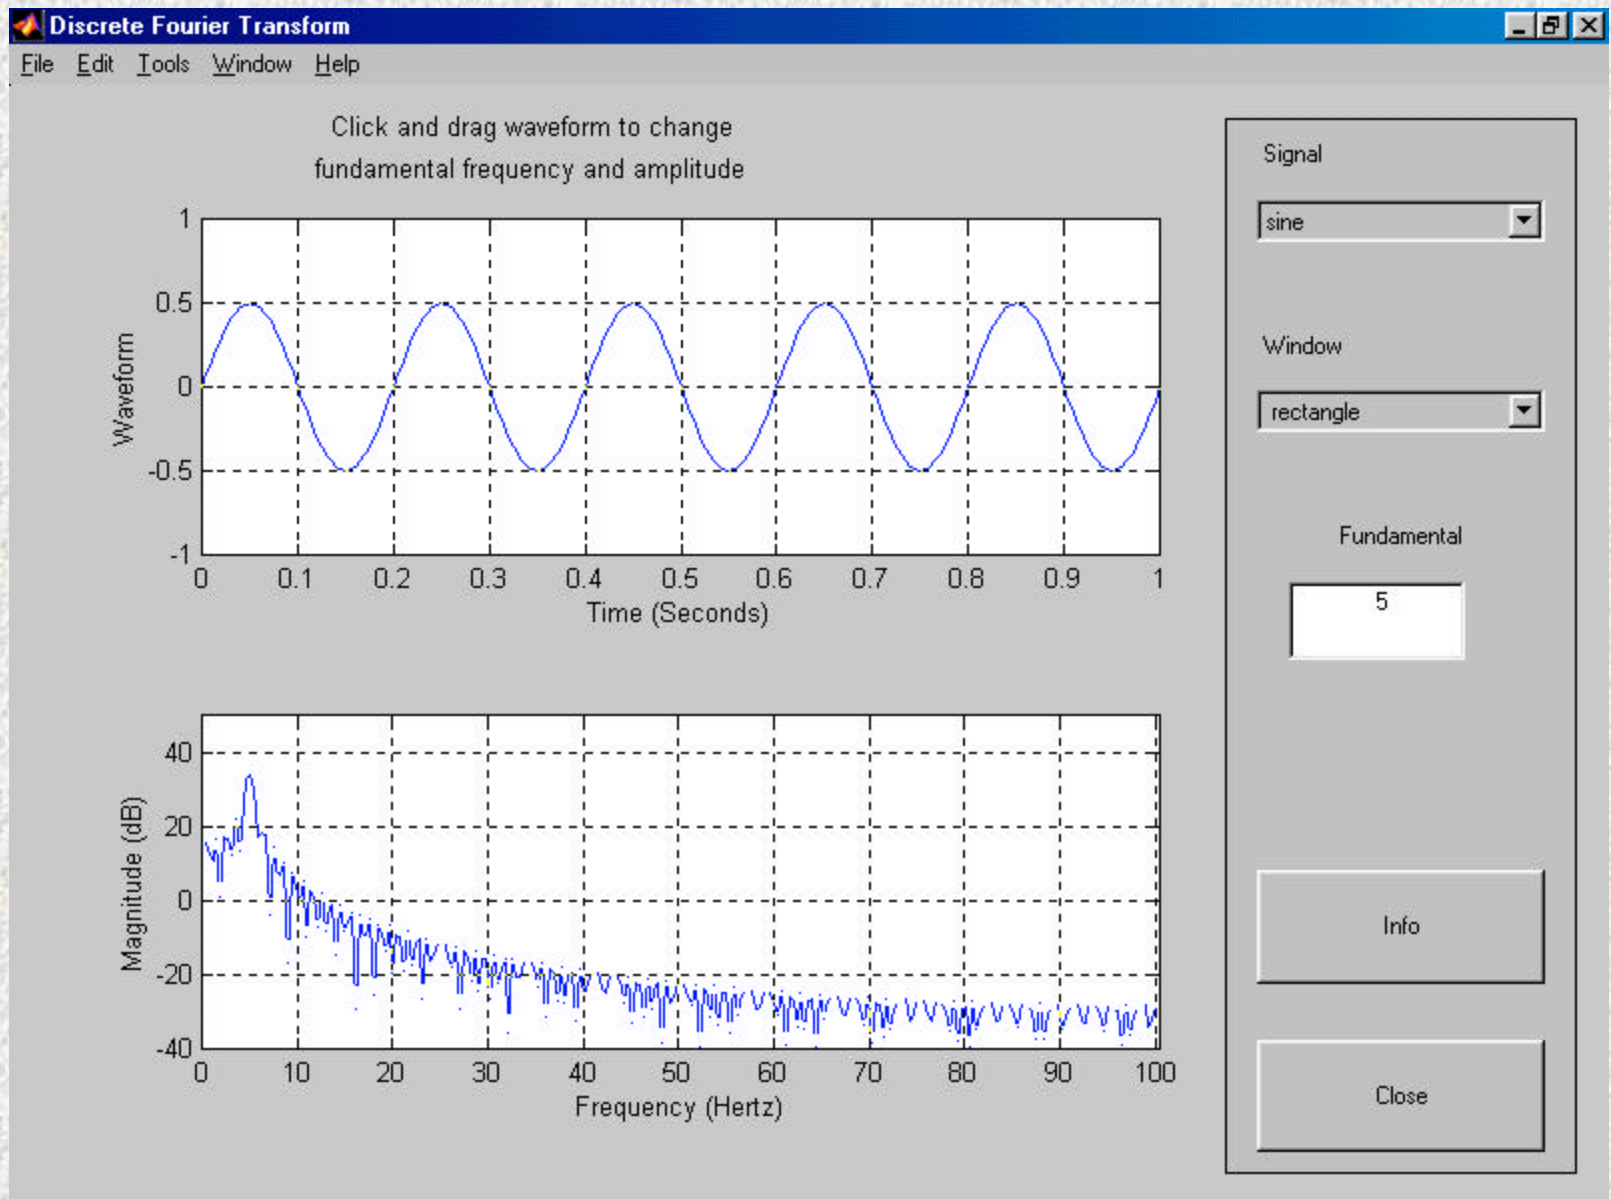 Discrete Fourier Transform
File Edit Tools Window Help
Click and drag waveform to change
fundamental frequency and amplitude
1
0.5
0
-0.5
-1
Waveform
0 0.1 0.2 0.3 0.4 0.5 0.6 0.7 0.8 0.9 1
Time (Seconds)
40
20
0
-20
-40
Magnitude (dB)
0 10 20 30 40 50 60 70 80 90 100
Frequency (Hertz)
Signal
sine
Window
rectangle
Fundamental
5
Info
Close